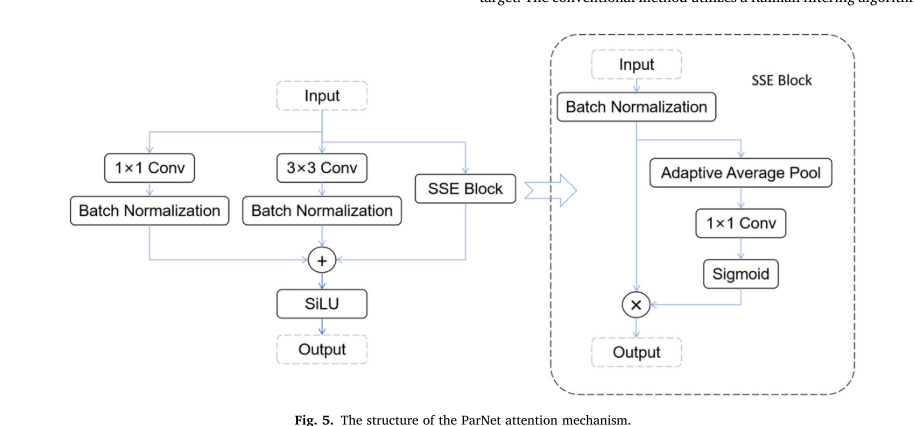 target. The conventional method utilizes a Kalman filtering algorithm
Input
1×1 Conv
3×3 Conv
SSE Block
Batch Normalization
Batch Normalization
+
SiLU
Output
SSE Block
Input
Batch Normalization
Adaptive Average Pool
1×1 Conv
Sigmoid
×
Output
Fig. 5. The structure of the ParNet attention mechanism.